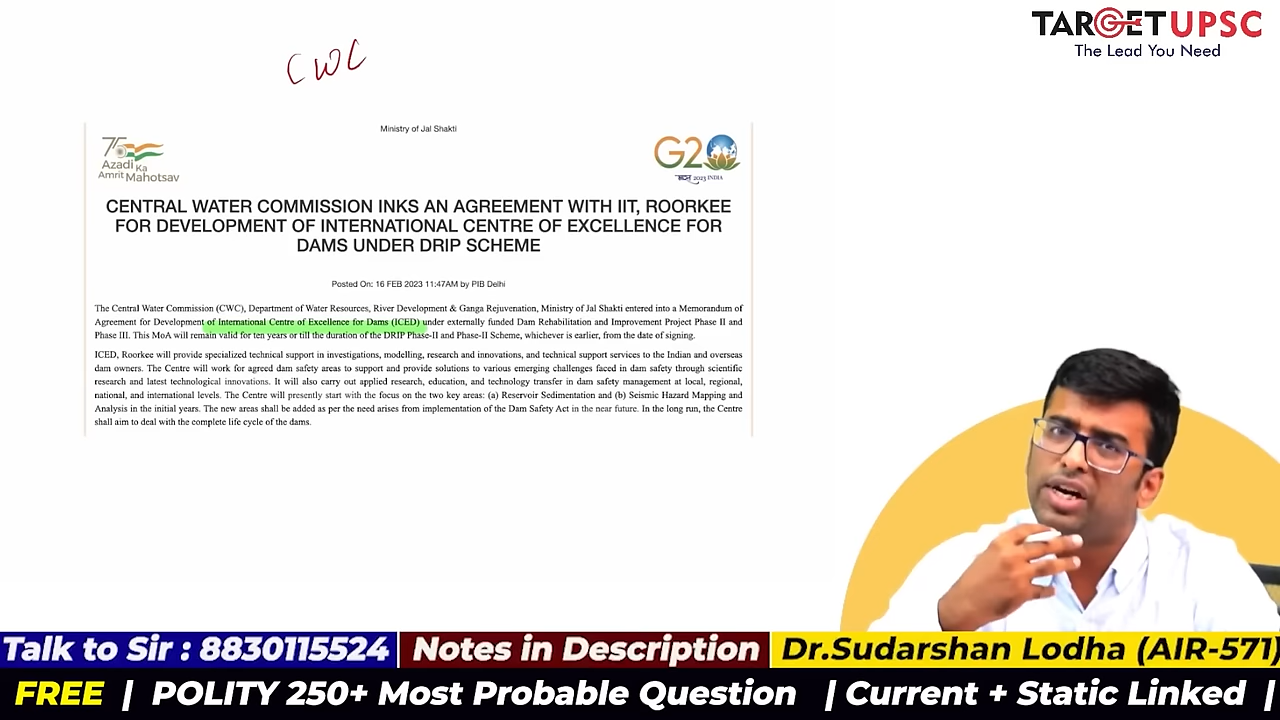 TARGETUPSC
The Lead You Need
CWC
Ministry of Jal Shakti
75
Azadi Ka
Amrit Mahotsav
G20
2023 INDIA
CENTRAL WATER COMMISSION INKS AN AGREEMENT WITH IIT, ROORKEE
FOR DEVELOPMENT OF INTERNATIONAL CENTRE OF EXCELLENCE FOR
DAMS UNDER DRIP SCHEME
Posted On: 16 FEB 2023 11:47AM by PIB Delhi
The Central Water Commission (CWC), Department of Water Resources, River Development & Ganga Rejuvenation, Ministry of Jal Shakti entered into a Memorandum of
Agreement for Development of International Centre of Excellence for Dams (ICED) under externally funded Dam Rehabilitation and Improvement Project Phase II and
Phase III. This MoA will remain valid for ten years or till the duration of the DRIP Phase-II and Phase-II Scheme, whichever is earlier, from the date of signing.
ICED, Roorkee will provide specialized technical support in investigations, modelling, research and innovations, and technical support services to the Indian and overseas
dam owners. The Centre will work for agreed dam safety areas to support and provide solutions to various emerging challenges faced in dam safety through scientific
research and latest technological innovations. It will also carry out applied research, education, and technology transfer in dam safety management at local, regional,
national, and international levels. The Centre will presently start with the focus on the two key areas: (a) Reservoir Sedimentation and (b) Seismic Hazard Mapping and
Analysis in the initial years. The new areas shall be added as per the need arises from implementation of the Dam Safety Act in the near future. In the long run, the Centre
shall aim to deal with the complete life cycle of the dams.
Talk to Sir : 8830115524 Notes in Description Dr.Sudarshan Lodha (AIR-571)
FREE | POLITY 250+ Most Probable Question | Current + Static Linked |